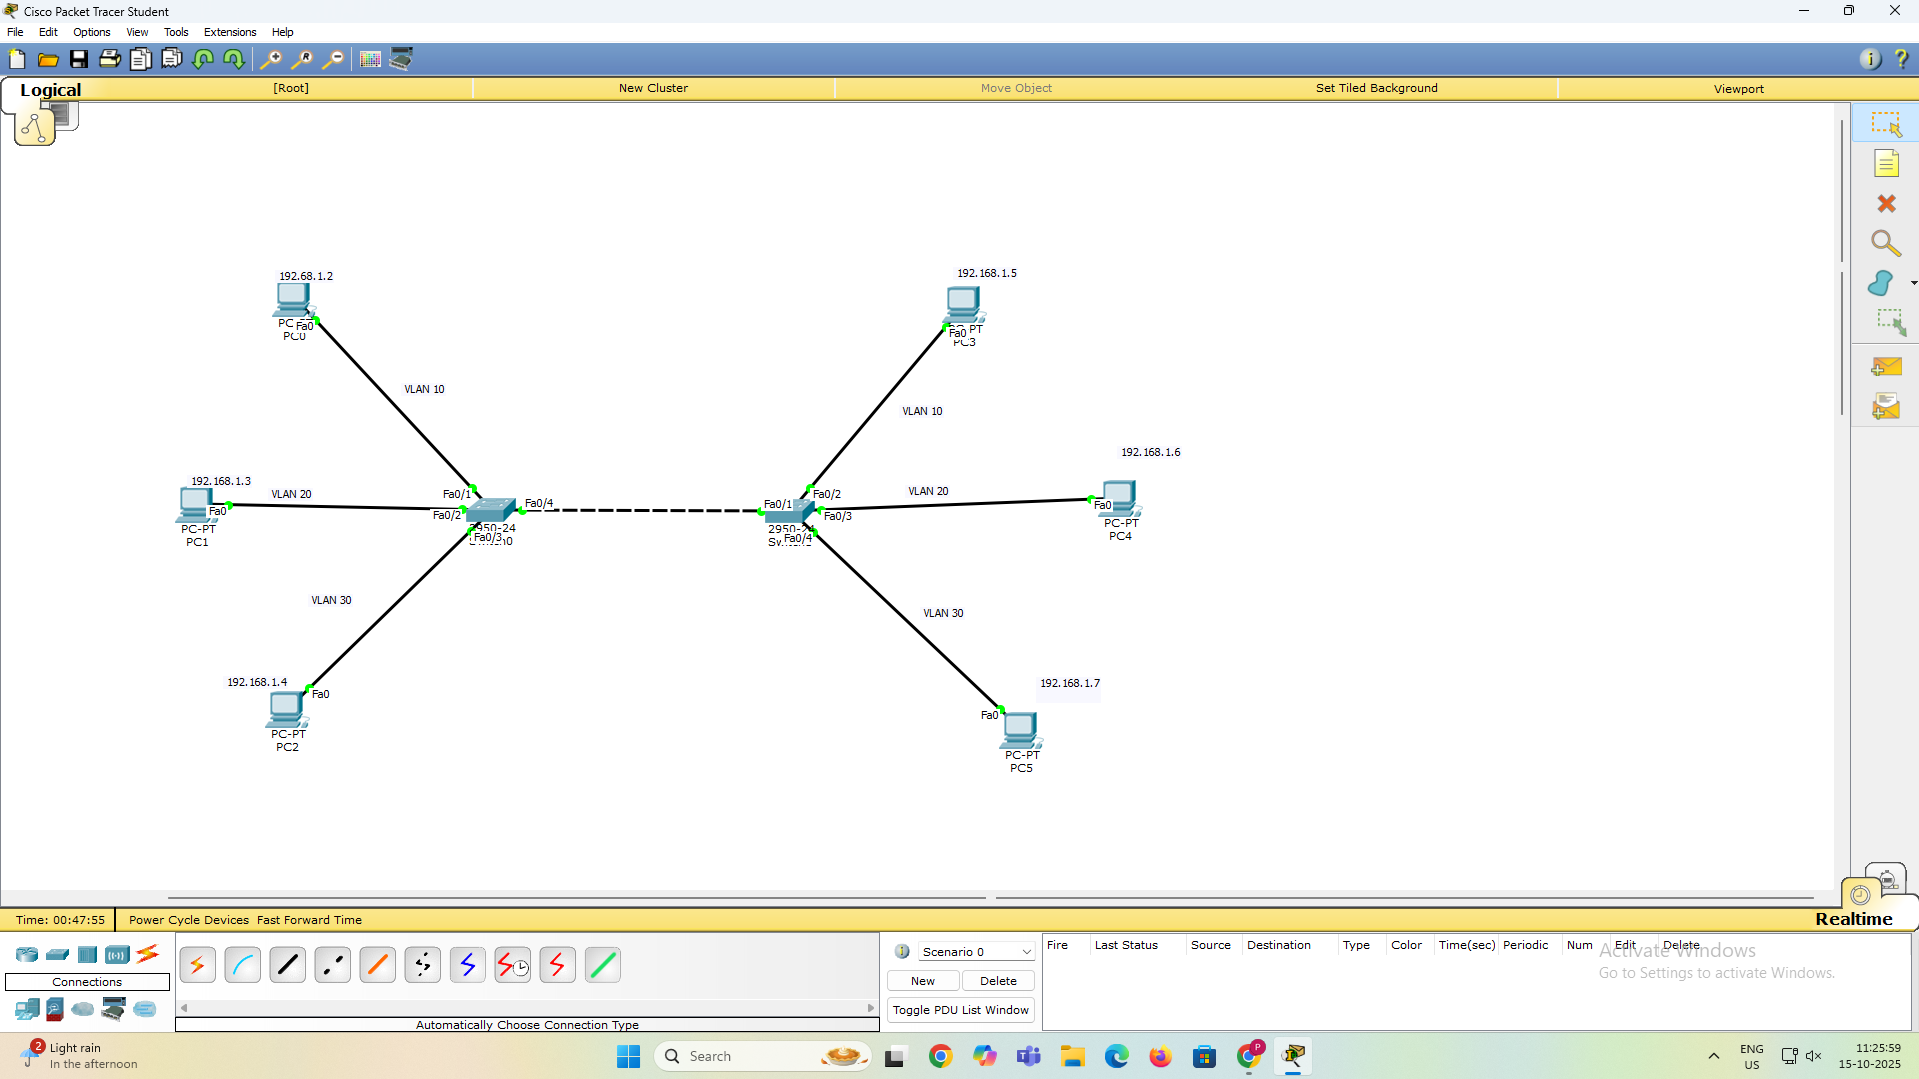 Cisco Packet Tracer Student
File Edit Options View Tools Extensions Help
Logical [Root] New Cluster Move Object Set Tiled Background Viewport
192.68.1.2
Fa0
PC0
VLAN 10
192.168.1.3
VLAN 20
Fa0
PC-PT
PC1
Fa0/1
Fa0/2
Fa0/3
Fa0/4
VLAN 30
192.168.1.4
Fa0
PC-PT
PC2
192.168.1.5
Fa0
PC3
VLAN 10
192.168.1.6
VLAN 20
Fa0
PC-PT
PC4
Fa0/1
Fa0/2
Fa0/3
Fa0/4
VLAN 30
192.168.1.7
Fa0
PC-PT
PC5
Time: 00:47:55 Power Cycle Devices Fast Forward Time
Realtime
Connections
Automatically Choose Connection Type
Scenario 0
New Delete
Toggle PDU List Window
Fire Last Status Source Destination Type Color Time(sec) Periodic Num Edit Delete
Activate Windows
Go to Settings to activate Windows.
2
Light rain
In the afternoon
Search
P
ENG
US
11:25:59
15-10-2025